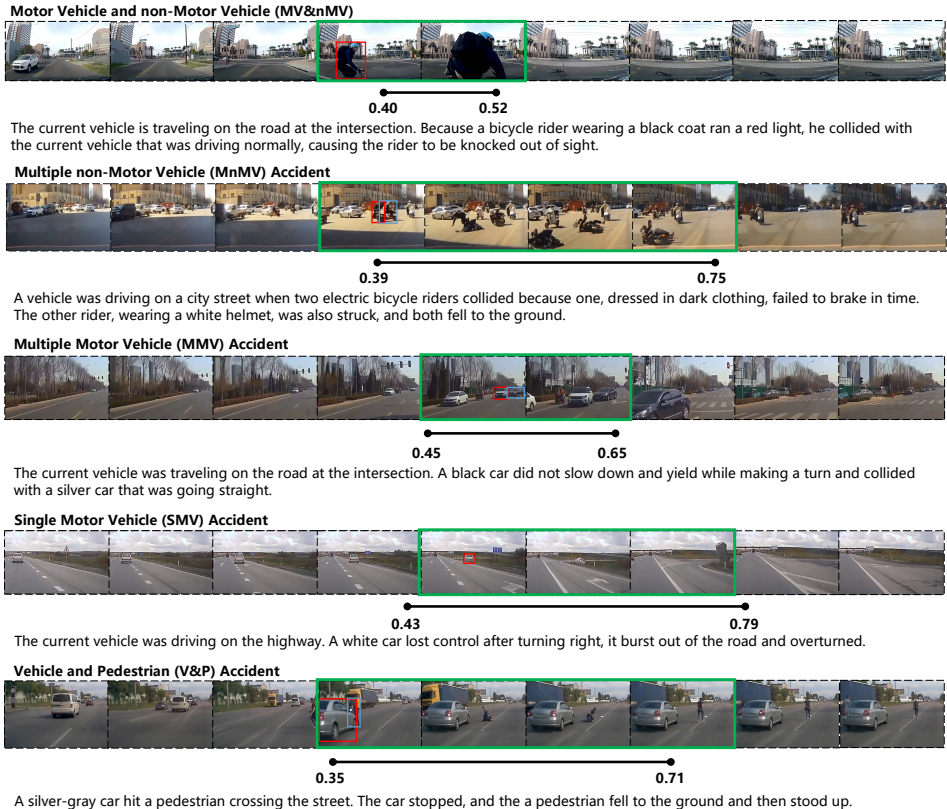 Motor Vehicle and non-Motor Vehicle (MV&nMV)
0.40 0.52
The current vehicle is traveling on the road at the intersection. Because a bicycle rider wearing a black coat ran a red light, he collided with
the current vehicle that was driving normally, causing the rider to be knocked out of sight.
Multiple non-Motor Vehicle (MnMV) Accident
0.39 0.75
A vehicle was driving on a city street when two electric bicycle riders collided because one, dressed in dark clothing, failed to brake in time.
The other rider, wearing a white helmet, was also struck, and both fell to the ground.
Multiple Motor Vehicle (MMV) Accident
0.45 0.65
The current vehicle was traveling on the road at the intersection. A black car did not slow down and yield while making a turn and collided
with a silver car that was going straight.
Single Motor Vehicle (SMV) Accident
0.43 0.79
The current vehicle was driving on the highway. A white car lost control after turning right, it burst out of the road and overturned.
Vehicle and Pedestrian (V&P) Accident
0.35 0.71
A silver-gray car hit a pedestrian crossing the street. The car stopped, and the a pedestrian fell to the ground and then stood up.